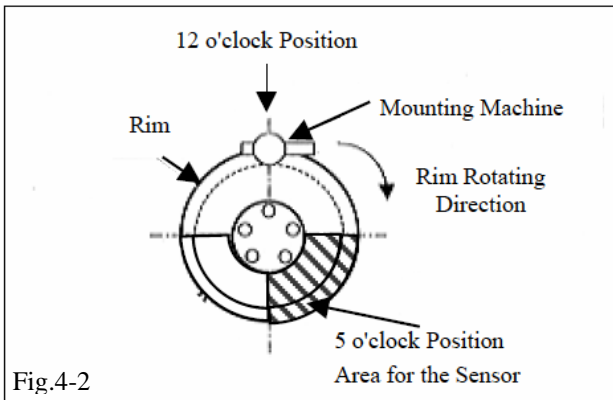 12 o'clock Position
Mounting Machine
Rim
Rim Rotating
Direction
5 o'clock Position
Area for the Sensor
Fig.4-2